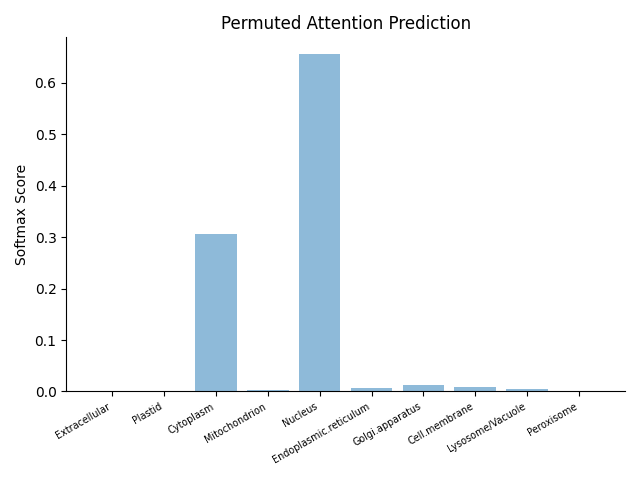 Permuted Attention Prediction
Softmax Score
0.6
0.5
0.4
0.3
0.2
0.1
0.0
Extracellular
Plastid
Cytoplasm
Mitochondrion
Nucleus
Endoplasmic.reticulum
Golgi.apparatus
Cell.membrane
Lysosome/Vacuole
Peroxisome